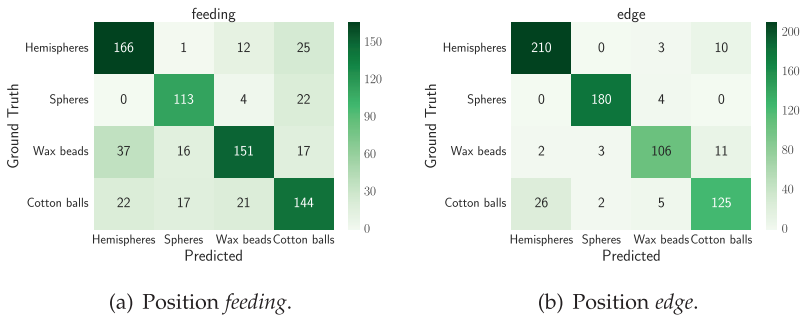 feeding
Ground Truth
Hemispheres 166 1 12 25
Spheres 0 113 4 22
Wax beads 37 16 151 17
Cotton balls 22 17 21 144
Hemispheres Spheres Wax beads Cotton balls
Predicted
150
120
90
60
30
0
(a) Position feeding.
edge
Ground Truth
Hemispheres 210 0 3 10
Spheres 0 180 4 0
Wax beads 2 3 106 11
Cotton balls 26 2 5 125
Hemispheres Spheres Wax beads Cotton balls
Predicted
200
160
120
80
40
0
(b) Position edge.